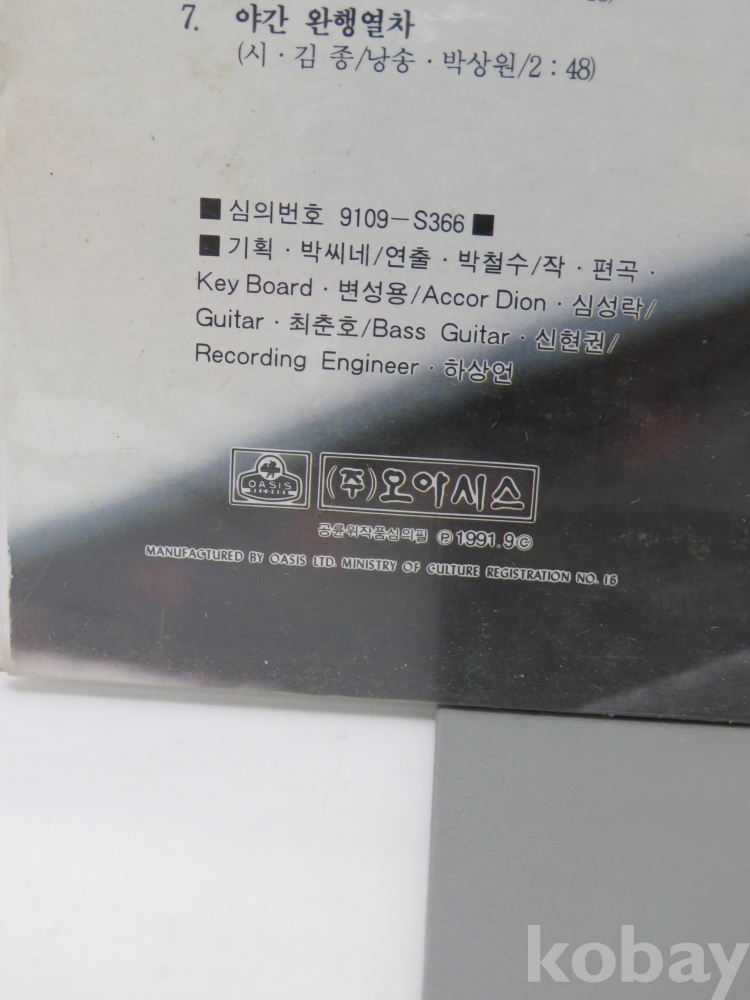 7. 야간 완행열차
(시 · 김 종/낭송 · 박상원/2 : 48)
■ 심의번호 9109-S366 ■
■ 기획 · 박씨네/연출 · 박철수/작 · 편곡 ·
Key Board · 변성용/Accor Dion · 심성락/
Guitar · 최춘호/Bass Guitar · 신현권/
Recording Engineer · 하상언
OASIS
RECORDS
(주)오아시스
공륜위작품심의필 ℗ 1991.9 ©
MANUFACTURED BY OASIS LTD. MINISTRY OF CULTURE REGISTRATION NO. 16
kobay